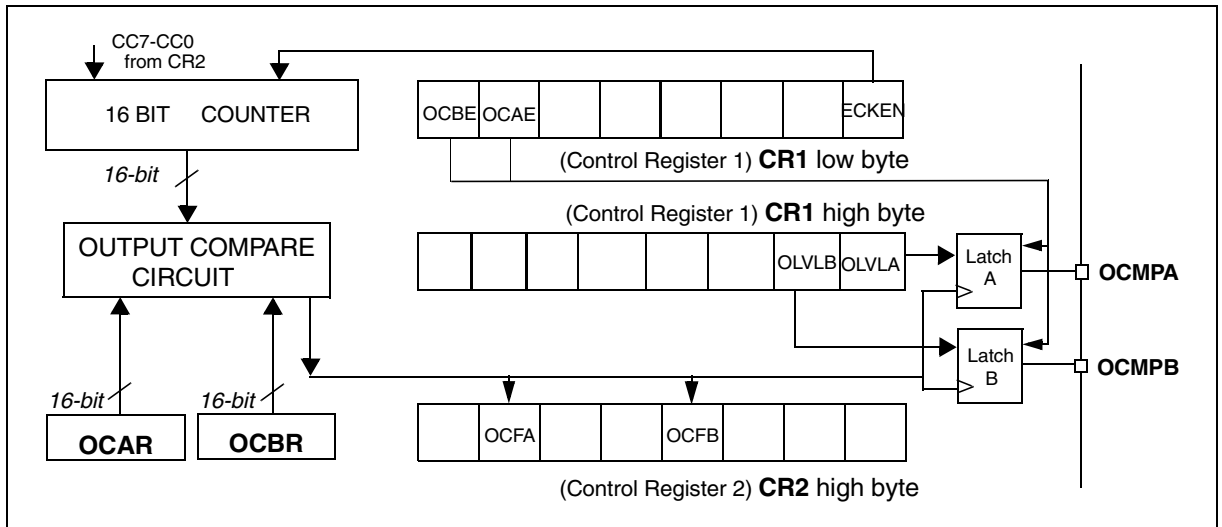 CC7-CC0
from CR2
16 BIT COUNTER
OCBE OCAE ECKEN
(Control Register 1) CR1 low byte
16-bit
(Control Register 1) CR1 high byte
OUTPUT COMPARE
CIRCUIT
OLVLB OLVLA
Latch
A
OCMPA
Latch
B
OCMPB
16-bit
16-bit
OCAR
OCBR
OCFA OCFB
(Control Register 2) CR2 high byte